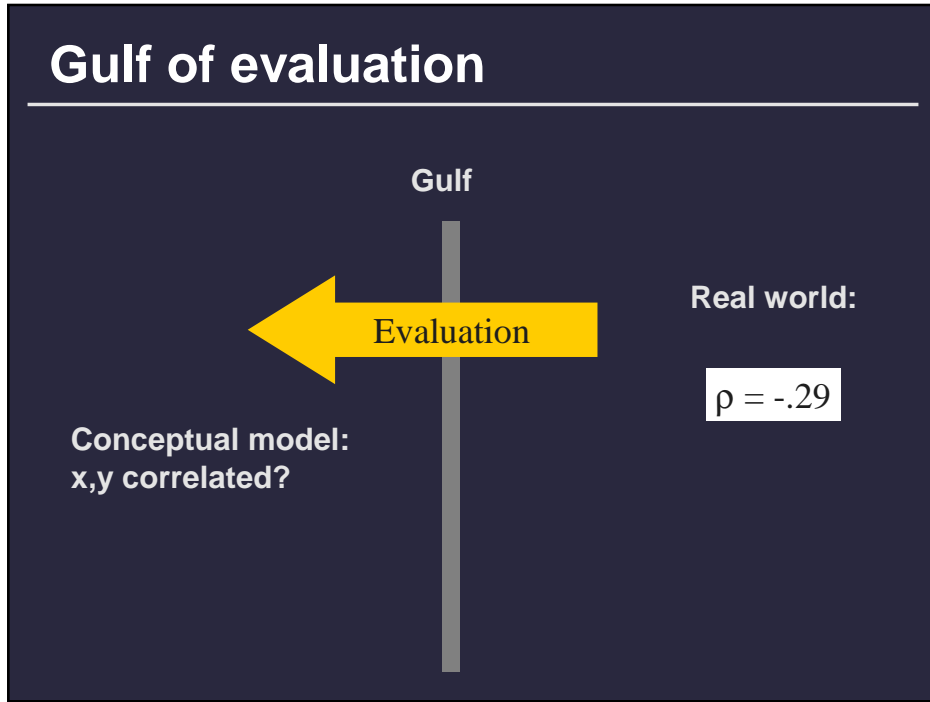 Gulf of evaluation
Gulf
Real world:
Evaluation
ρ = -.29
Conceptual model:
x,y correlated?